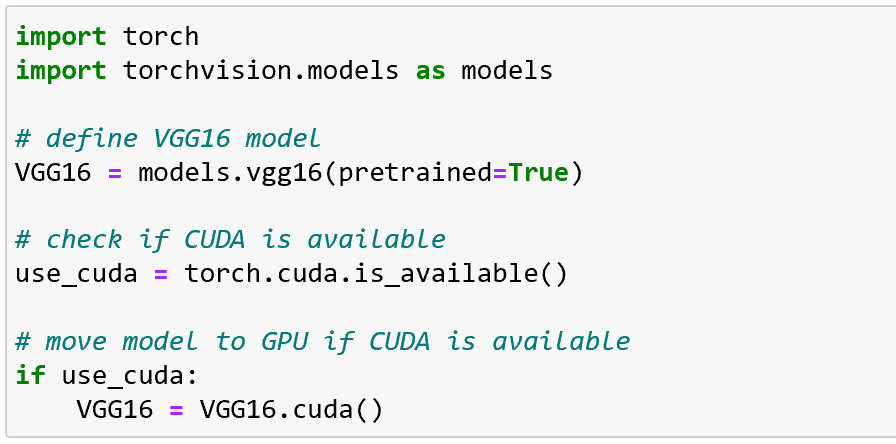 import torch
import torchvision.models as models
# define VGG16 model
VGG16 = models.vgg16(pretrained=True)
# check if CUDA is available
use_cuda = torch.cuda.is_available()
# move model to GPU if CUDA is available
if use_cuda:
    VGG16 = VGG16.cuda()